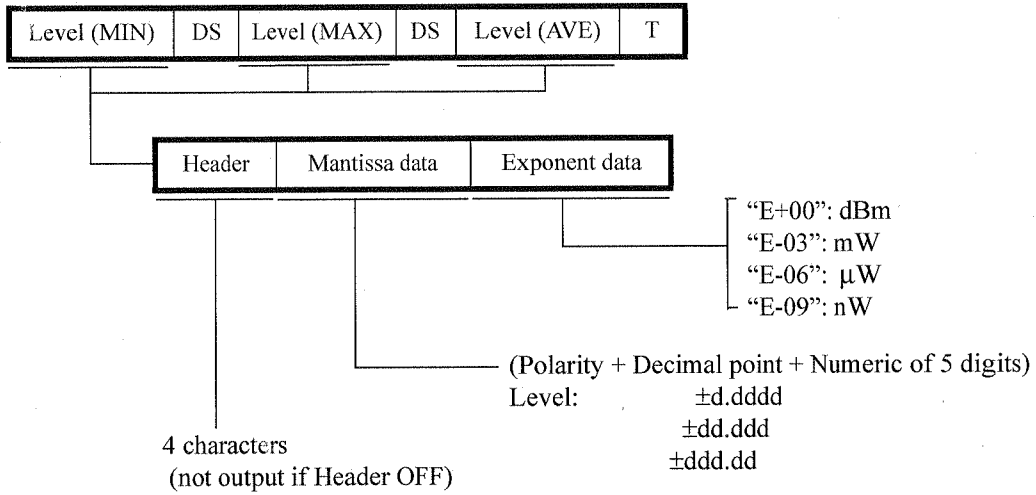 Level (MIN) DS Level (MAX) DS Level (AVE) T
Header Mantissa data Exponent data
“E+00”: dBm
“E-03”: mW
“E-06”: μW
“E-09”: nW
(Polarity + Decimal point + Numeric of 5 digits)
Level: ±d.dddd
±dd.ddd
±ddd.dd
4 characters
(not output if Header OFF)